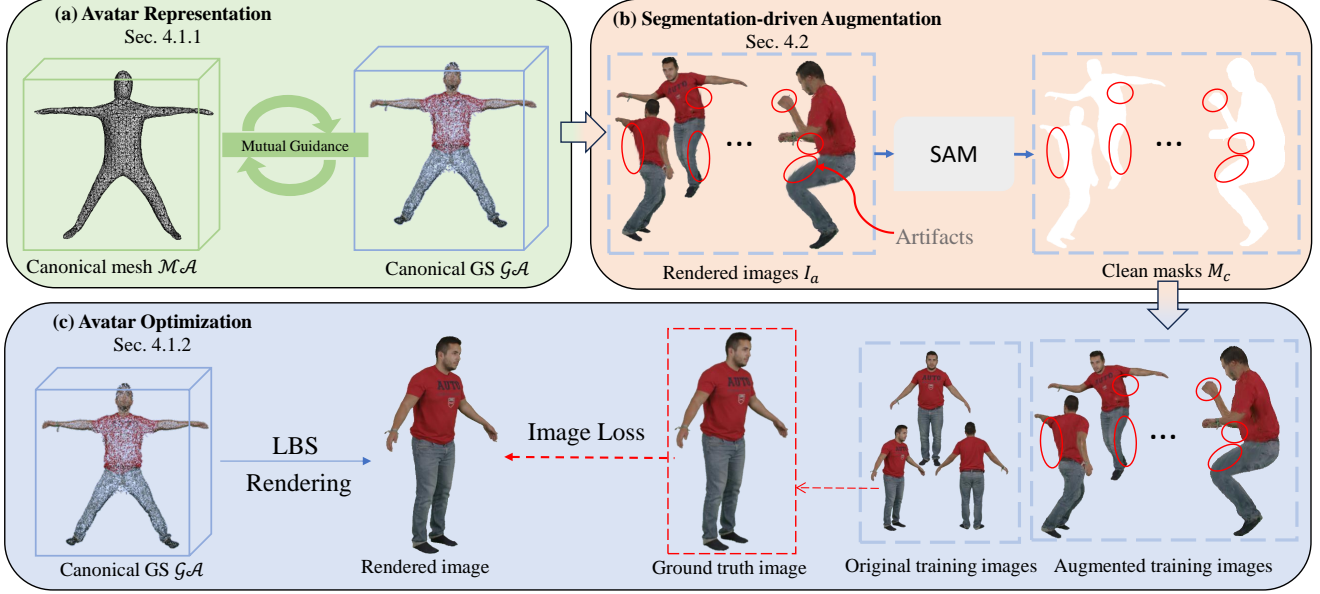 (a) Avatar Representation
Sec. 4.1.1
Mutual Guidance
Canonical mesh ℳ𝒜
Canonical GS 𝒢𝒜
(b) Segmentation-driven Augmentation
Sec. 4.2
...
SAM
...
Artifacts
Rendered images I_a
Clean masks M_c
(c) Avatar Optimization
Sec. 4.1.2
LBS
Rendering
Canonical GS 𝒢𝒜
AUTO
Rendered image
Image Loss
AUTO
Ground truth image
Original training images
...
Augmented training images